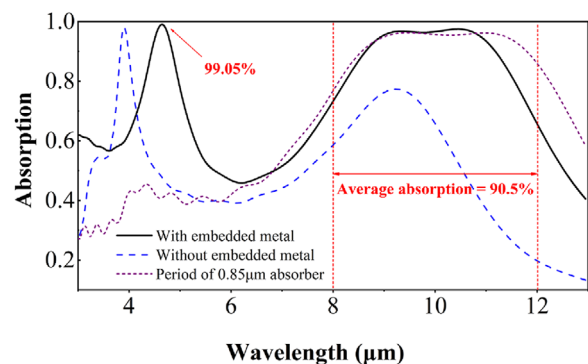 1.0
0.8
0.6
0.4
0.2
Absorption
99.05%
Average absorption = 90.5%
With embedded metal
Without embedded metal
Period of 0.85μm absorber
4 6 8 10 12
Wavelength (μm)